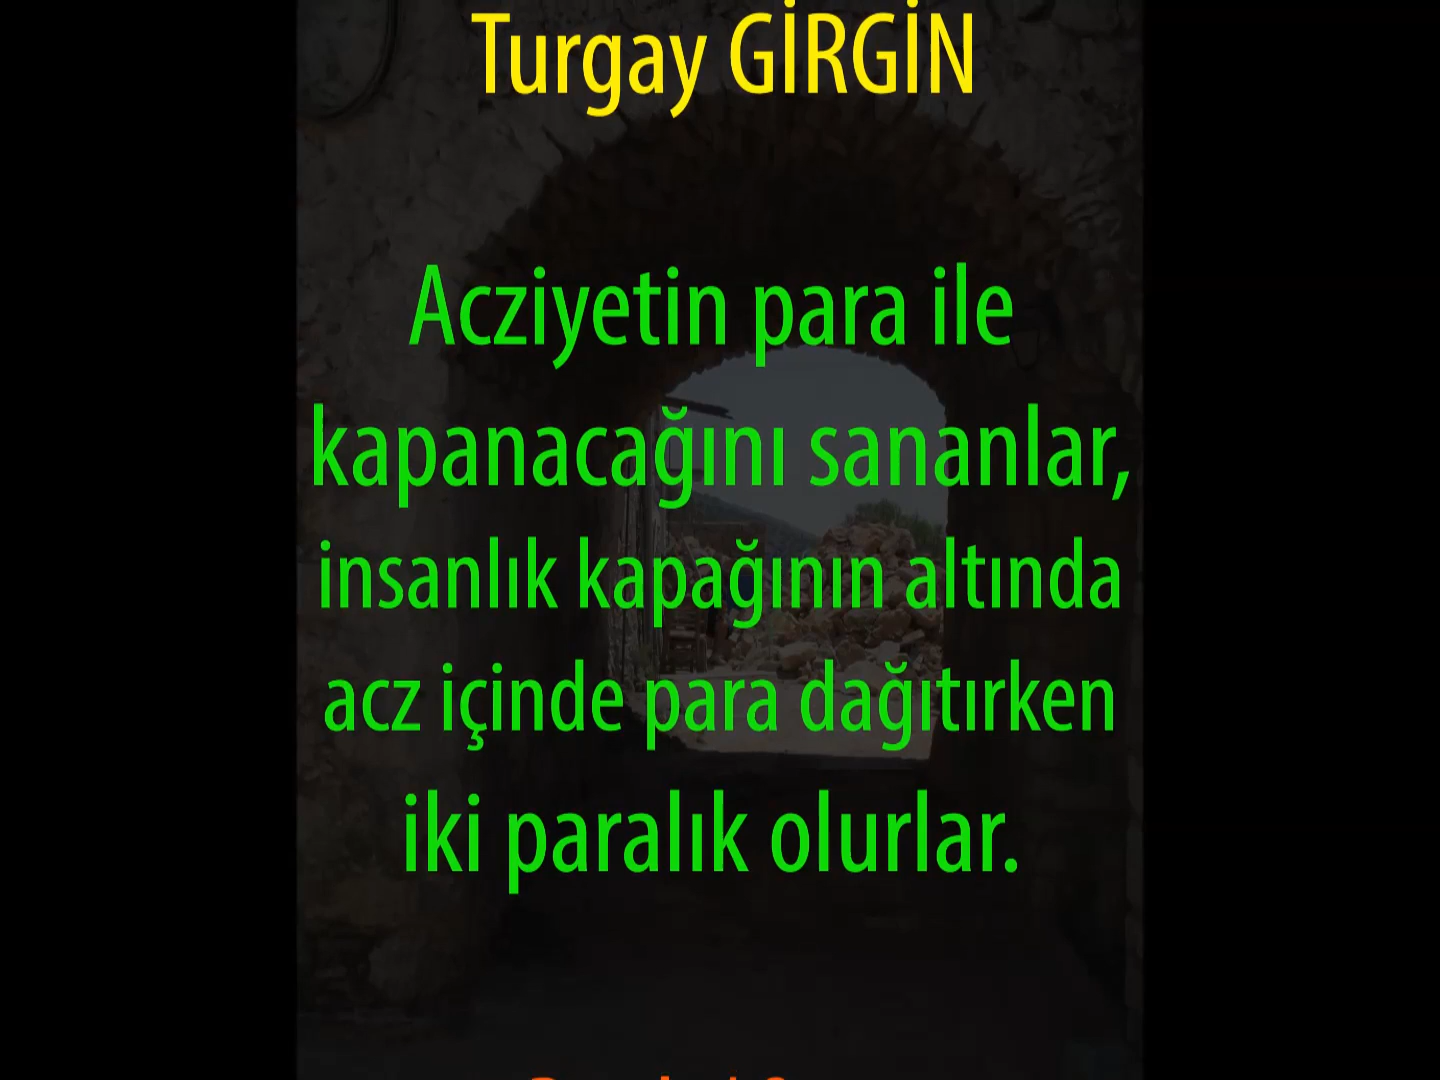 Turgay GİRGİN
Acziyetin para ile
kapanacağını sananlar,
insanlık kapağının altında
acz içinde para dağıtırken
iki paralık olurlar.